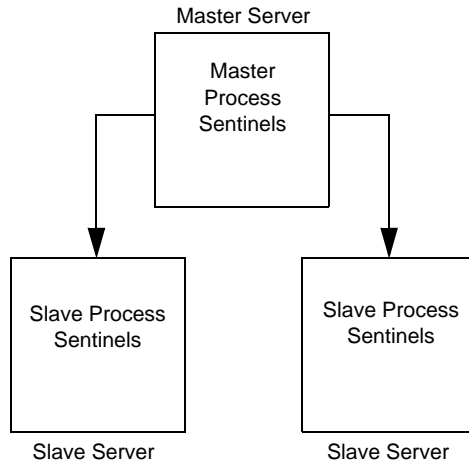 Master Server
Master
Process
Sentinels
Slave Process
Sentinels
Slave Process
Sentinels
Slave Server
Slave Server